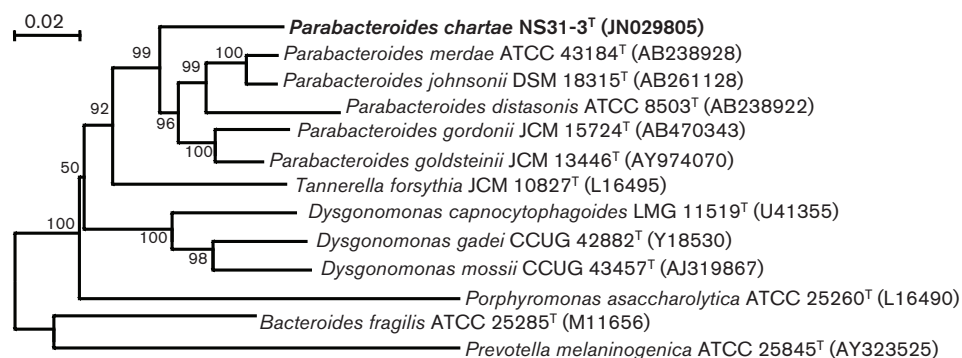 0.02
Parabacteroides chartae NS31-3ᵀ (JN029805)
99
Parabacteroides merdae ATCC 43184ᵀ (AB238928)
100
99
Parabacteroides johnsonii DSM 18315ᵀ (AB261128)
92
Parabacteroides distasonis ATCC 8503ᵀ (AB238922)
96
Parabacteroides gordonii JCM 15724ᵀ (AB470343)
100
Parabacteroides goldsteinii JCM 13446ᵀ (AY974070)
50
Tannerella forsythia JCM 10827ᵀ (L16495)
Dysgonomonas capnocytophagoides LMG 11519ᵀ (U41355)
100
100
Dysgonomonas gadei CCUG 42882ᵀ (Y18530)
98
Dysgonomonas mossii CCUG 43457ᵀ (AJ319867)
Porphyromonas asaccharolytica ATCC 25260ᵀ (L16490)
Bacteroides fragilis ATCC 25285ᵀ (M11656)
Prevotella melaninogenica ATCC 25845ᵀ (AY323525)